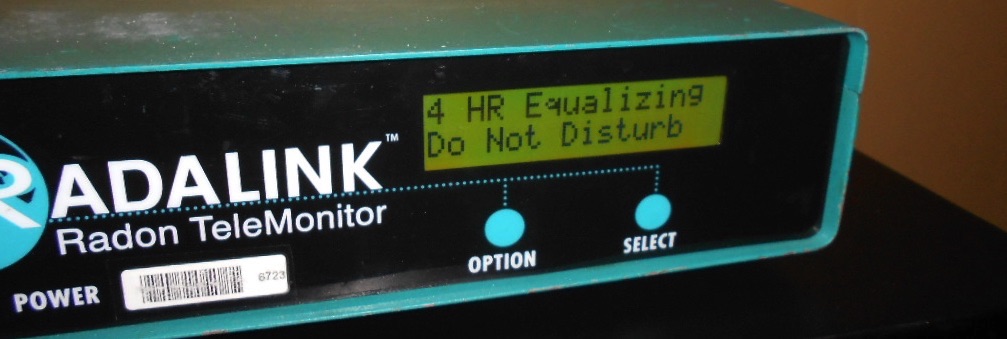 4 HR Equalizing
Do Not Disturb
RADALINK™
Radon TeleMonitor
OPTION
SELECT
POWER
6723